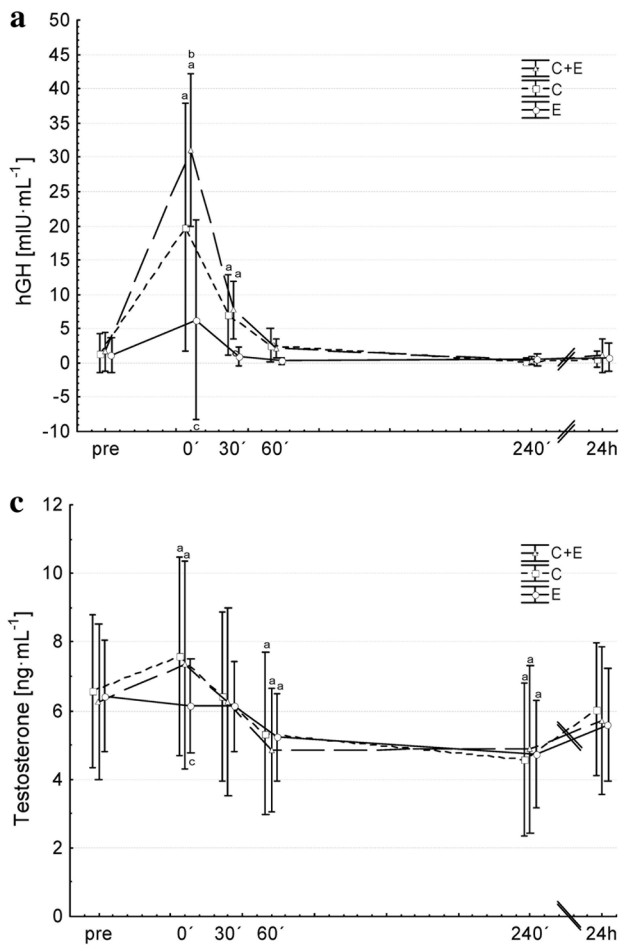 a
50
45
40
35
30
25
20
15
10
5
0
-5
-10
hGH [mIU·mL⁻¹]
C+E
C
E
b
a
a
a
a
c
pre 0´ 30´ 60´ 240´ 24h
c
12
10
8
6
4
2
0
Testosterone [ng·mL⁻¹]
C+E
C
E
a
a
c
a
a
a
a
a
a
pre 0´ 30´ 60´ 240´ 24h